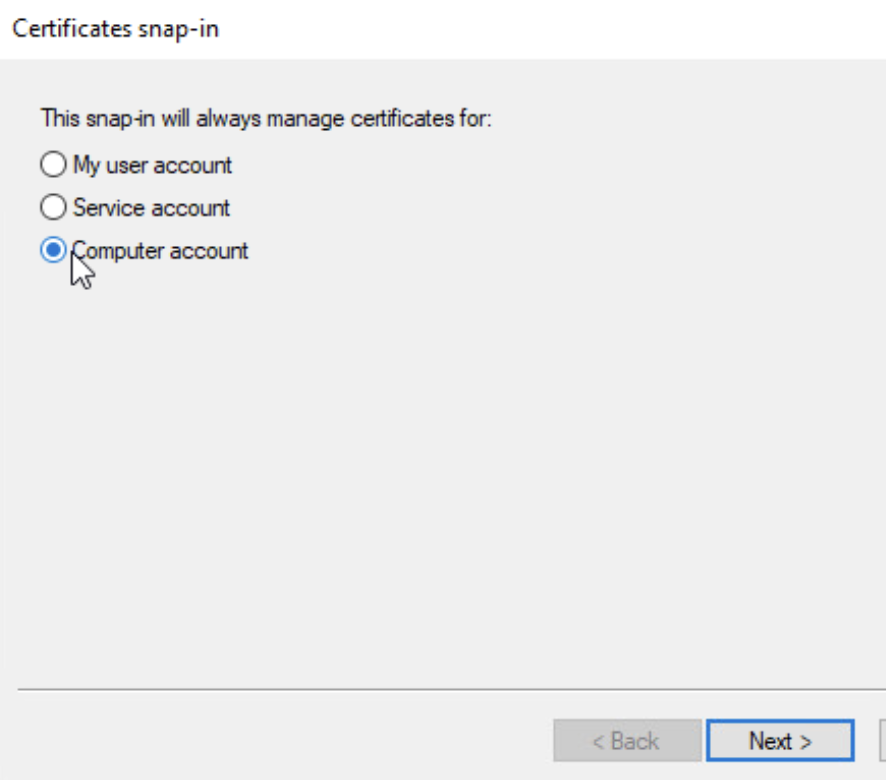 Certificates snap-in
This snap-in will always manage certificates for:
My user account
Service account
Computer account
< Back
Next >